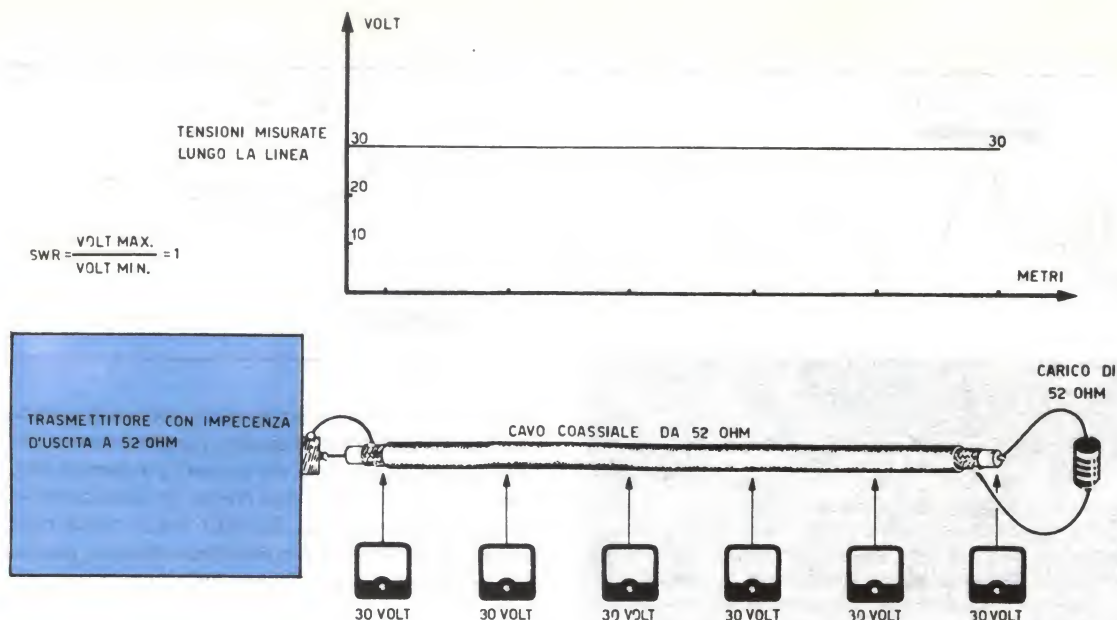 VOLT
TENSIONI MISURATE
LUNGO LA LINEA
30
30
20
10
SWR = VOLT MAX. / VOLT MIN. = 1
METRI
TRASMETTITORE CON IMPECENZA
D'USCITA A 52 OHM
CAVO COASSIALE DA 52 OHM
CARICO DI
52 OHM
30 VOLT
30 VOLT
30 VOLT
30 VOLT
30 VOLT
30 VOLT